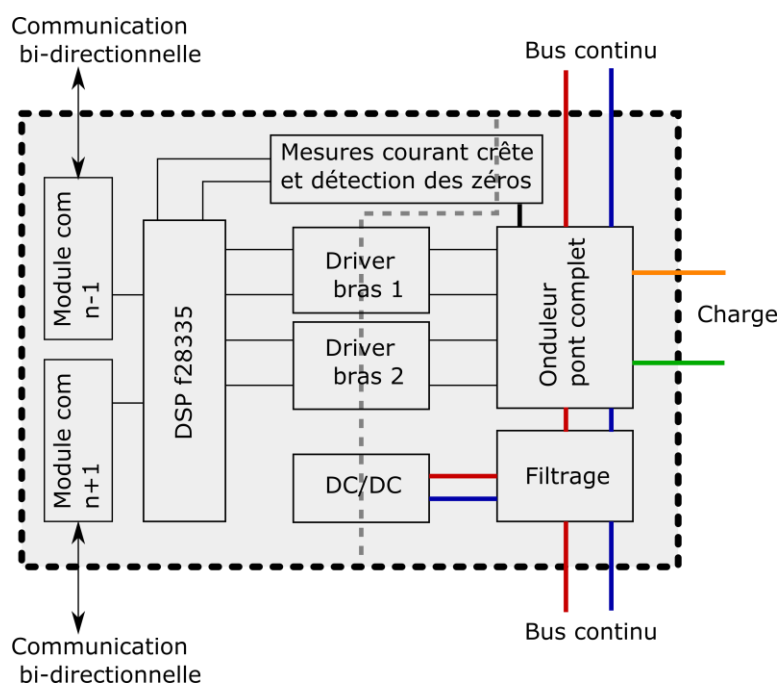 Communication
bi-directionnelle
Bus continu
Mesures courant crête
et détection des zéros
Module com
n-1
Driver
bras 1
Onduleur
pont complet
Charge
DSP f28335
Driver
bras 2
Module com
n+1
DC/DC
Filtrage
Communication
bi-directionnelle
Bus continu